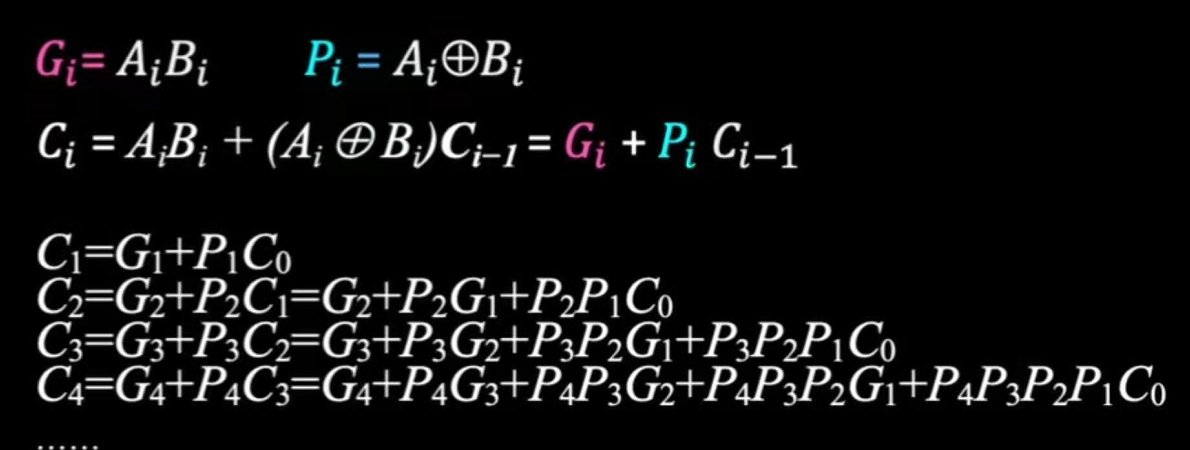 Gᵢ= AᵢBᵢ Pᵢ = Aᵢ⊕Bᵢ
Cᵢ = AᵢBᵢ + (Aᵢ ⊕ Bᵢ)Cᵢ₋₁ = Gᵢ + Pᵢ Cᵢ₋₁
C₁=G₁+P₁C₀
C₂=G₂+P₂C₁=G₂+P₂G₁+P₂P₁C₀
C₃=G₃+P₃C₂=G₃+P₃G₂+P₃P₂G₁+P₃P₂P₁C₀
C₄=G₄+P₄C₃=G₄+P₄G₃+P₄P₃G₂+P₄P₃P₂G₁+P₄P₃P₂P₁C₀
......